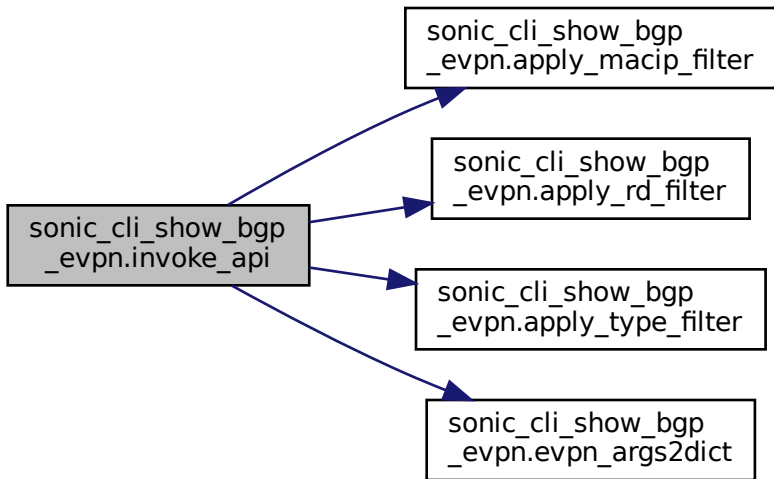 sonic_cli_show_bgp
_evpn.apply_macip_filter
sonic_cli_show_bgp
_evpn.apply_rd_filter
sonic_cli_show_bgp
_evpn.invoke_api
sonic_cli_show_bgp
_evpn.apply_type_filter
sonic_cli_show_bgp
_evpn.evpn_args2dict